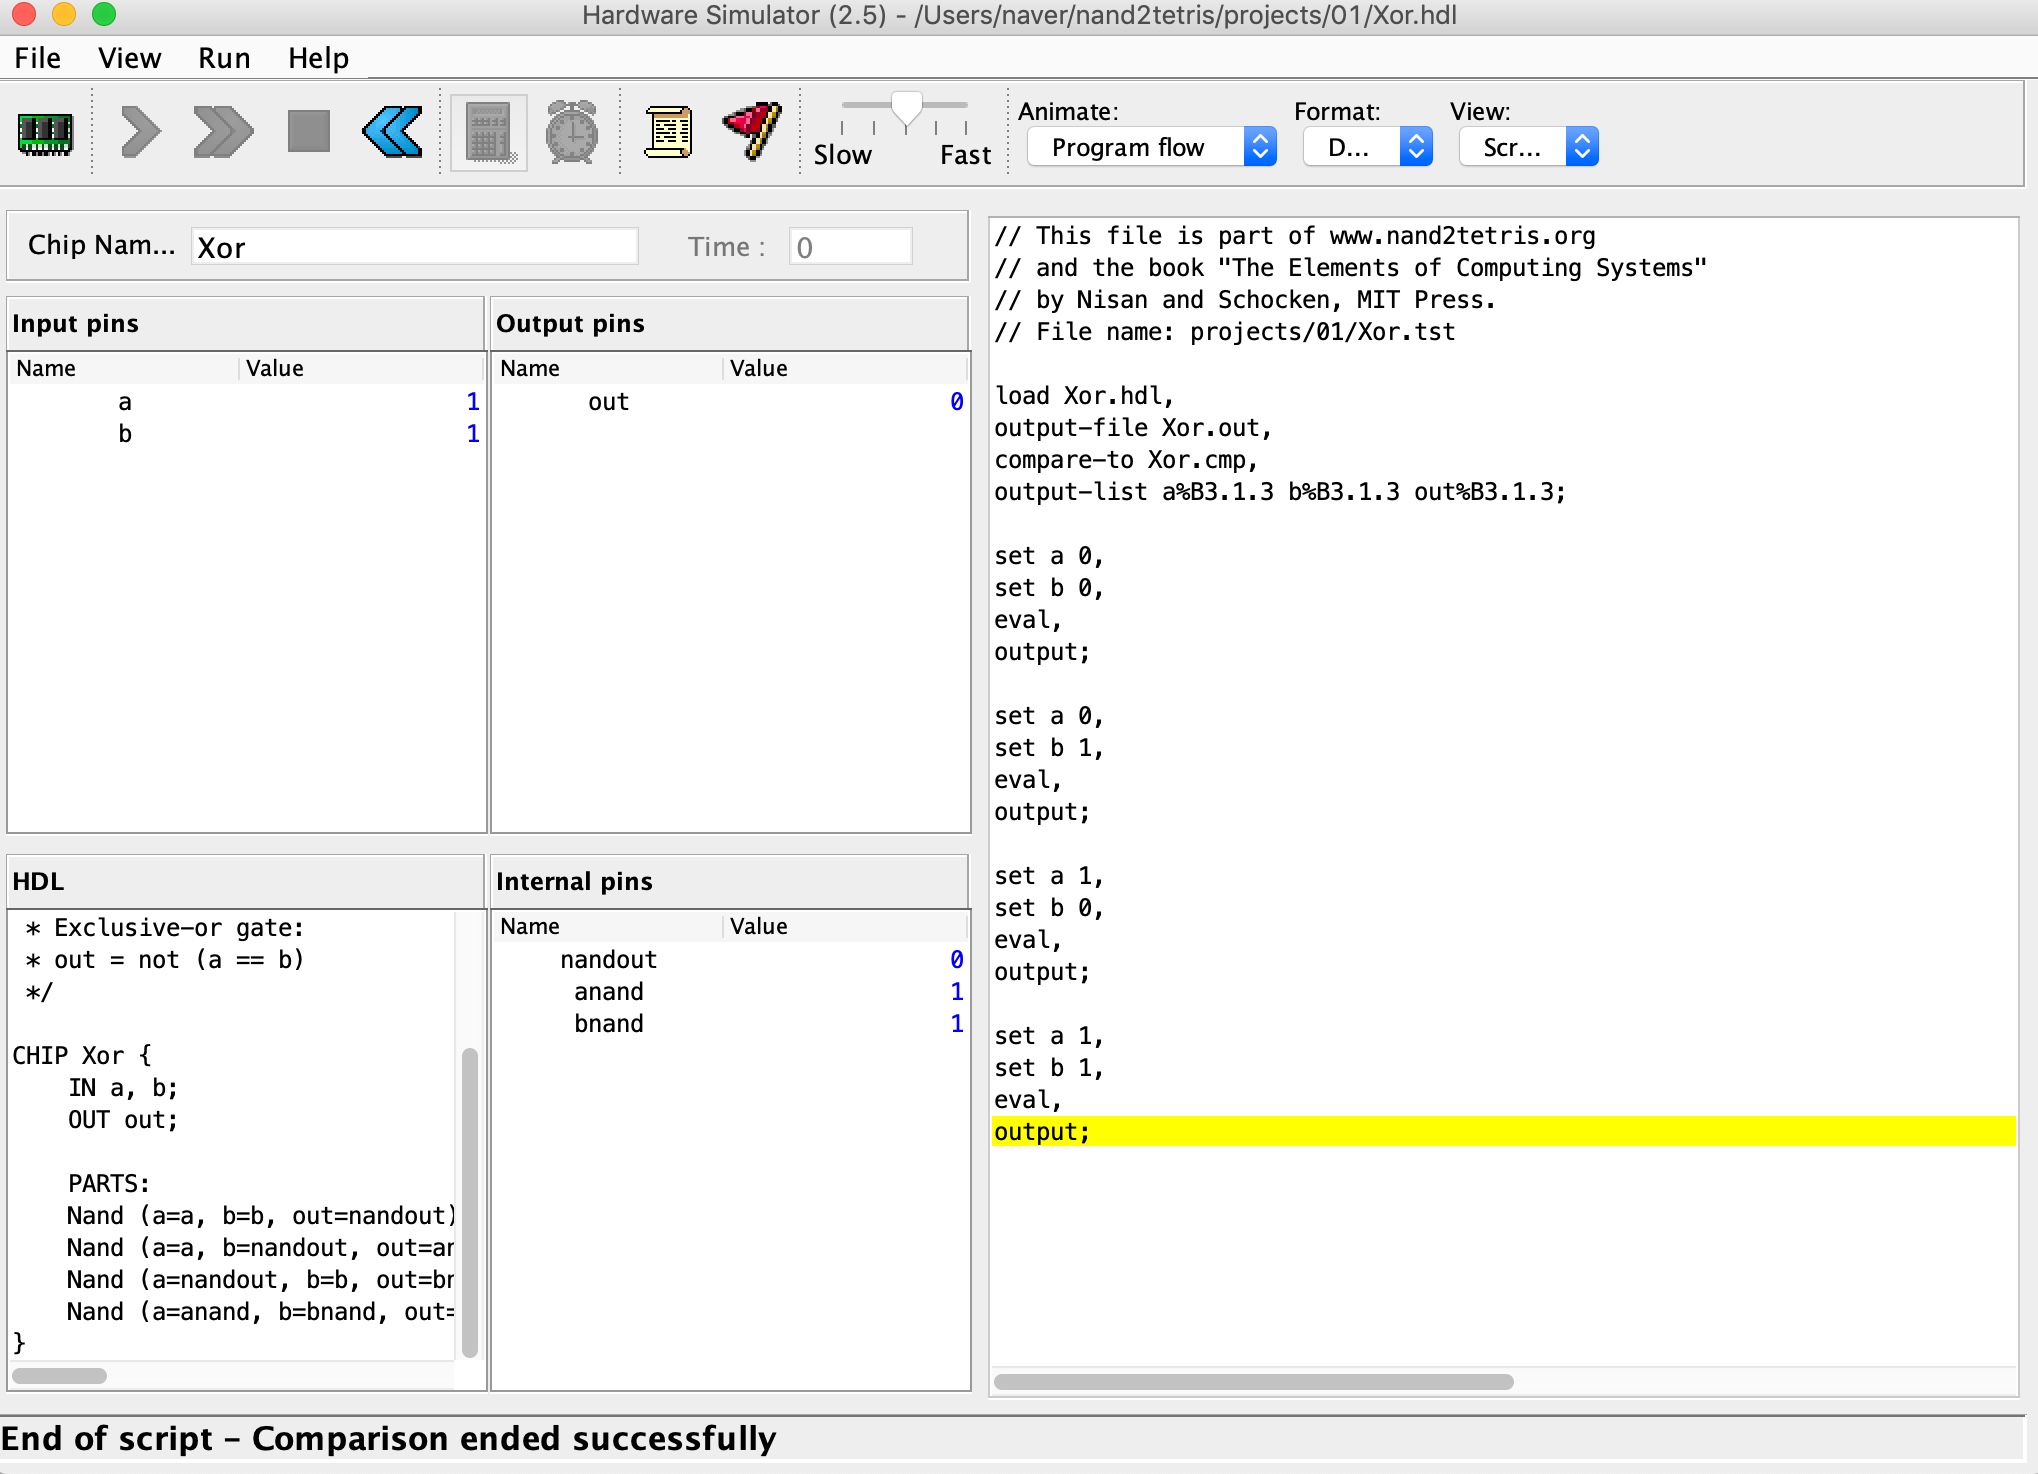 Hardware Simulator (2.5) - /Users/naver/nand2tetris/projects/01/Xor.hdl
File View Run Help
Slow Fast
Animate: Format: View:
Program flow D... Scr...
Chip Nam... Xor Time : 0
Input pins
Name Value
a 1
b 1
Output pins
Name Value
out 0
HDL
* Exclusive-or gate:
* out = not (a == b)
*/
CHIP Xor {
IN a, b;
OUT out;
PARTS:
Nand (a=a, b=b, out=nandout)
Nand (a=a, b=nandout, out=an
Nand (a=nandout, b=b, out=bn
Nand (a=anand, b=bnand, out=
}
Internal pins
Name Value
nandout 0
anand 1
bnand 1
// This file is part of www.nand2tetris.org
// and the book "The Elements of Computing Systems"
// by Nisan and Schocken, MIT Press.
// File name: projects/01/Xor.tst
load Xor.hdl,
output-file Xor.out,
compare-to Xor.cmp,
output-list a%B3.1.3 b%B3.1.3 out%B3.1.3;
set a 0,
set b 0,
eval,
output;
set a 0,
set b 1,
eval,
output;
set a 1,
set b 0,
eval,
output;
set a 1,
set b 1,
eval,
output;
End of script - Comparison ended successfully